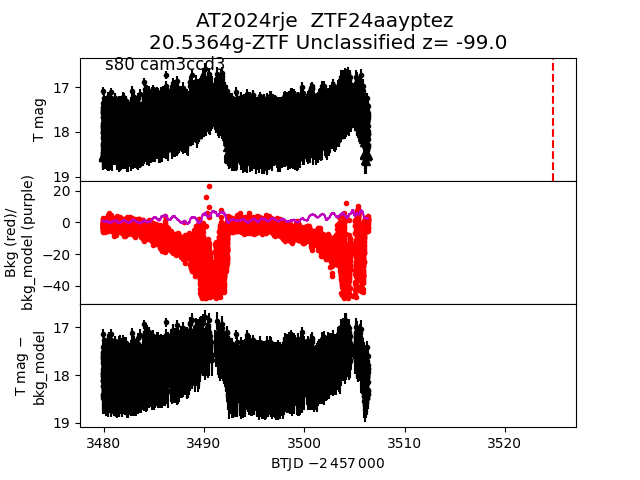 AT2024rje  ZTF24aayptez
20.5364g-ZTF Unclassified z= -99.0
s80 cam3ccd3
17
18
19
T mag
20
0
−20
−40
Bkg (red)/
bkg_model (purple)
17
18
19
T mag −
bkg_model
3480
3490
3500
3510
3520
BTJD −2 457 000